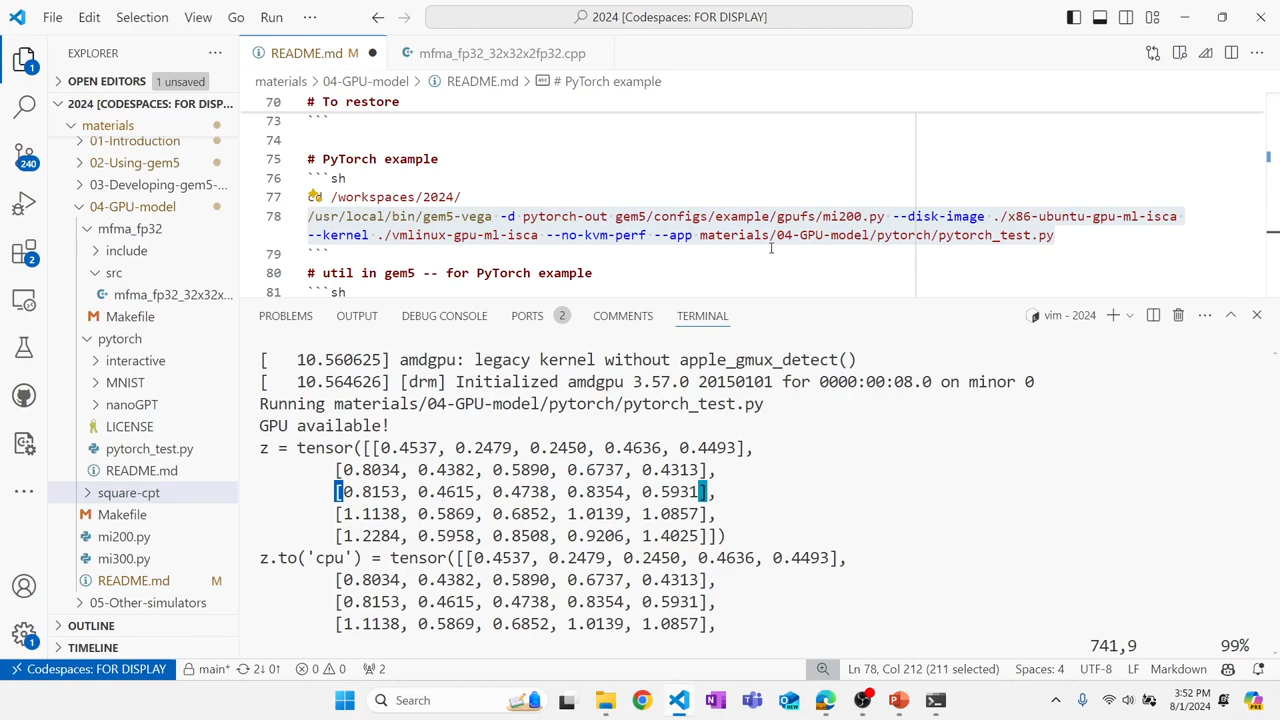 File Edit Selection View Go Run ··· 2024 [Codespaces: FOR DISPLAY]
EXPLORER ···
OPEN EDITORS 1 unsaved
2024 [CODESPACES: FOR DISP...
materials
01-Introduction
02-Using-gem5
03-Developing-gem5-...
04-GPU-model
mfma_fp32
include
src
mfma_fp32_32x32x...
Makefile
pytorch
interactive
MNIST
nanoGPT
LICENSE
pytorch_test.py
README.md
square-cpt
Makefile
mi200.py
mi300.py
README.md M
05-Other-simulators
OUTLINE
TIMELINE
240
2
1
1
README.md M ● mfma_fp32_32x32x2fp32.cpp
materials > 04-GPU-model > README.md > # PyTorch example
70 # To restore
73 ```
74
75 # PyTorch example
76 ```sh
77 cd /workspaces/2024/
78 /usr/local/bin/gem5-vega -d pytorch-out gem5/configs/example/gpufs/mi200.py --disk-image ./x86-ubuntu-gpu-ml-isca
--kernel ./vmlinux-gpu-ml-isca --no-kvm-perf --app materials/04-GPU-model/pytorch/pytorch_test.py
79 ```
80 # util in gem5 -- for PyTorch example
81 ```sh
PROBLEMS OUTPUT DEBUG CONSOLE PORTS 2 COMMENTS TERMINAL vim - 2024
[   10.560625] amdgpu: legacy kernel without apple_gmux_detect()
[   10.564626] [drm] Initialized amdgpu 3.57.0 20150101 for 0000:00:08.0 on minor 0
Running materials/04-GPU-model/pytorch/pytorch_test.py
GPU available!
z = tensor([[0.4537, 0.2479, 0.2450, 0.4636, 0.4493],
[0.8034, 0.4382, 0.5890, 0.6737, 0.4313],
[0.8153, 0.4615, 0.4738, 0.8354, 0.5931],
[1.1138, 0.5869, 0.6852, 1.0139, 1.0857],
[1.2284, 0.5958, 0.8508, 0.9206, 1.4025]])
z.to('cpu') = tensor([[0.4537, 0.2479, 0.2450, 0.4636, 0.4493],
[0.8034, 0.4382, 0.5890, 0.6737, 0.4313],
[0.8153, 0.4615, 0.4738, 0.8354, 0.5931],
[1.1138, 0.5869, 0.6852, 1.0139, 1.0857],
741,9 99%
Codespaces: FOR DISPLAY main* 2↓ 0↑ 0 0 2 Ln 78, Col 212 (211 selected) Spaces: 4 UTF-8 LF Markdown
Search 3:52 PM
8/1/2024